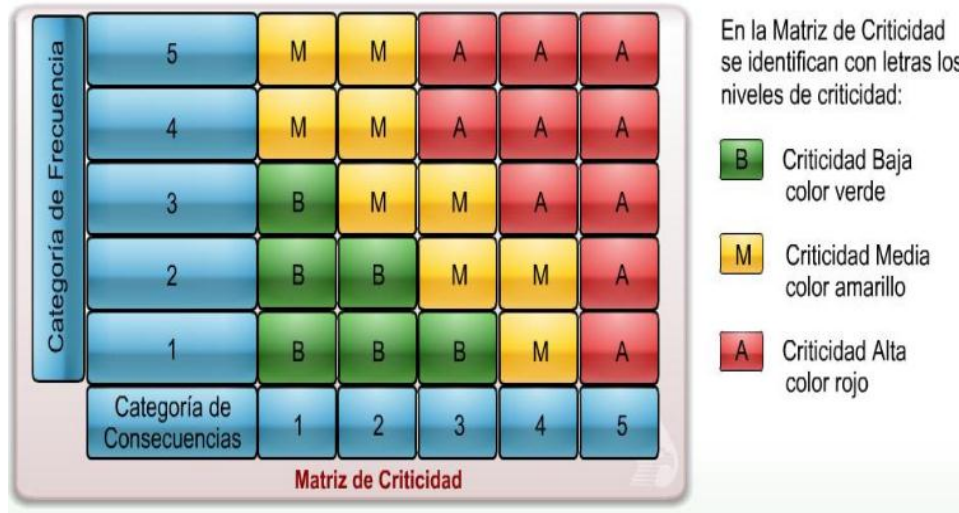 Categoría de Frecuencia
5 M M A A A
4 M M A A A
3 B M M A A
2 B B M M A
1 B B B M A
Categoría de
Consecuencias
1 2 3 4 5
Matriz de Criticidad
En la Matriz de Criticidad
se identifican con letras los
niveles de criticidad:
B Criticidad Baja
color verde
M Criticidad Media
color amarillo
A Criticidad Alta
color rojo